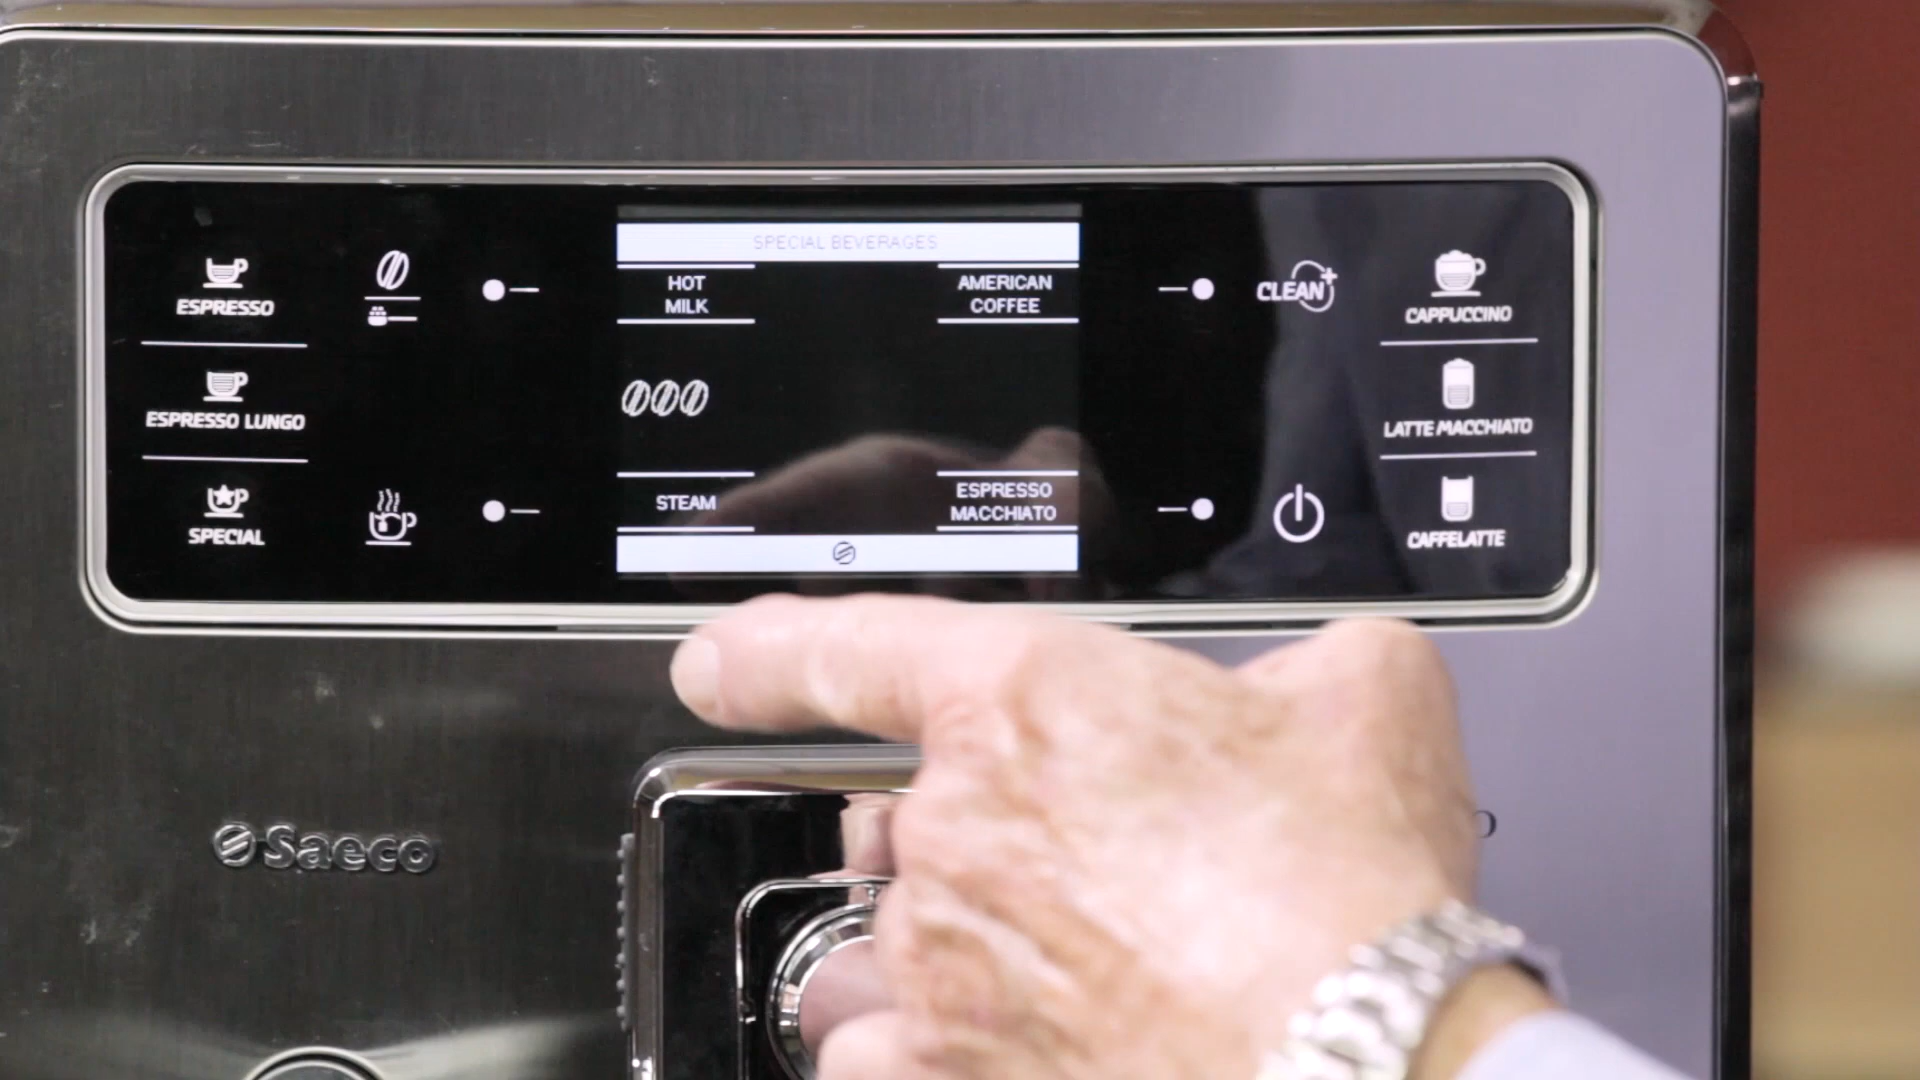 SPECIAL BEVERAGES
HOT
MILK
AMERICAN
COFFEE
CLEAN
ESPRESSO
CAPPUCCINO
ESPRESSO LUNGO
LATTE MACCHIATO
STEAM
ESPRESSO
MACCHIATO
SPECIAL
CAFFELATTE
Saeco